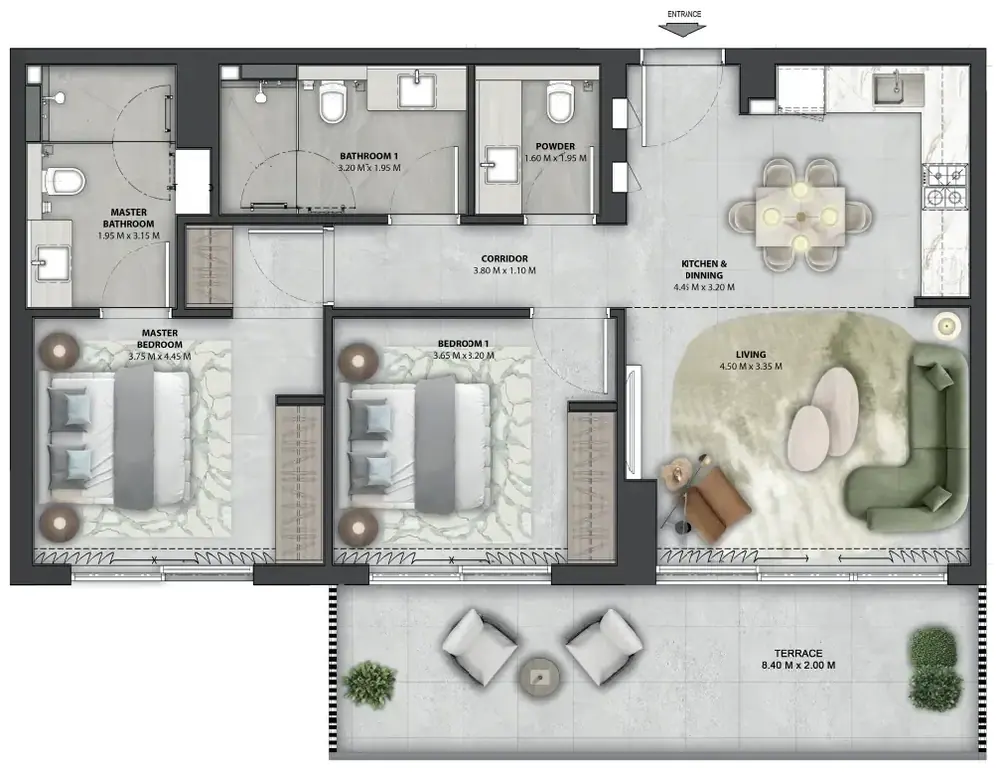 ENTRANCE
POWDER
1.60 M x 1.95 M
BATHROOM 1
3.20 M x 1.95 M
MASTER
BATHROOM
1.95 M x 3.15 M
CORRIDOR
3.80 M x 1.10 M
KITCHEN &
DINNING
4.45 M x 3.20 M
MASTER
BEDROOM
3.75 M x 4.45 M
BEDROOM 1
3.65 M x 3.20 M
LIVING
4.50 M x 3.35 M
TERRACE
8.40 M x 2.00 M